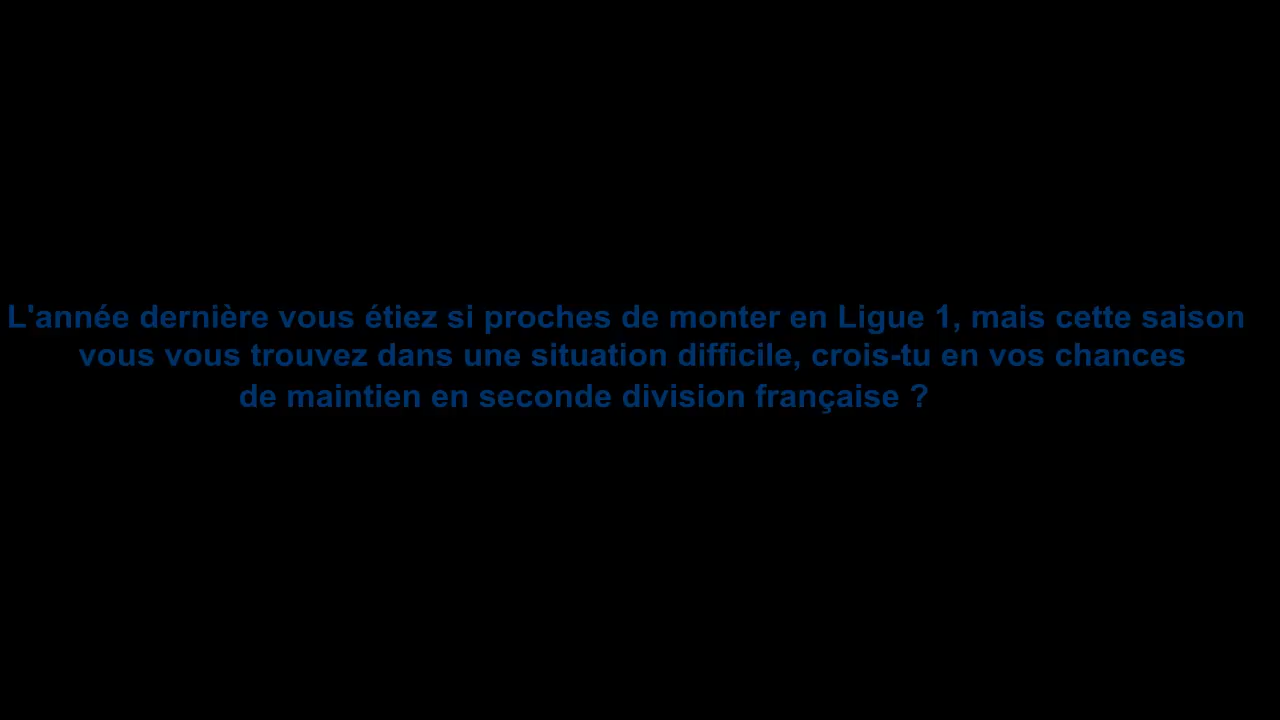 L'année dernière vous étiez si proches de monter en Ligue 1, mais cette saison
vous vous trouvez dans une situation difficile, crois-tu en vos chances
de maintien en seconde division française ?